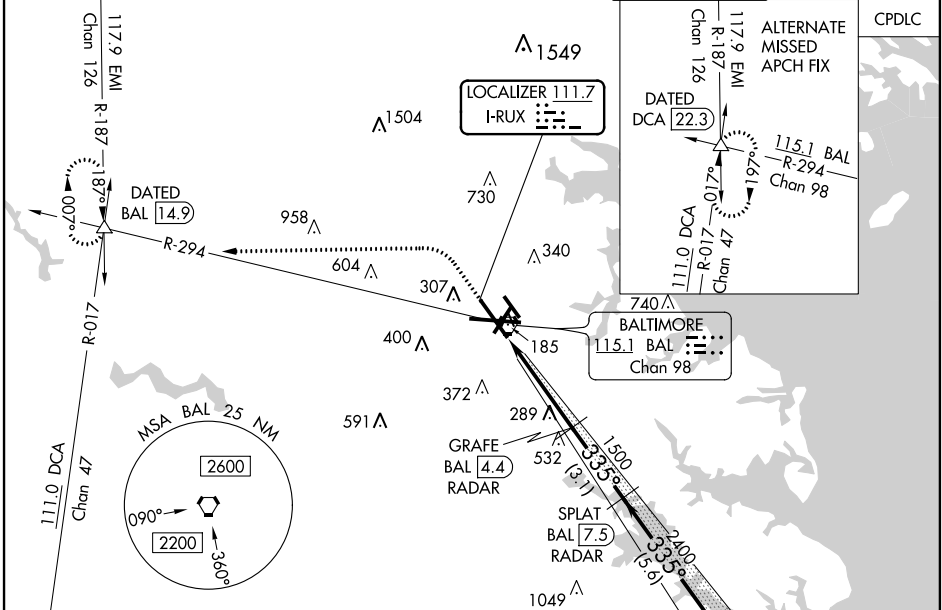 117.9 EMI
Chan 126
R-187
187°
007°
DATED
BAL 14.9
R-294
R-017
111.0 DCA
Chan 47
1549
LOCALIZER 111.7
I-RUX
1504
730
958
340
604
307
400
740
BALTIMORE
115.1 BAL
Chan 98
185
372
591
289
532
GRAFE
BAL 4.4
RADAR
1500
335°
(3.1)
SPLAT
BAL 7.5
RADAR
2400
335°
(5.6)
1049
MSA BAL 25 NM
2600
090°
2200
360°
117.9 EMI
Chan 126
R-187
ALTERNATE
MISSED
APCH FIX
DATED
DCA 22.3
115.1 BAL
R-294
Chan 98
017°
197°
111.0 DCA
R-017
Chan 47
CPDLC